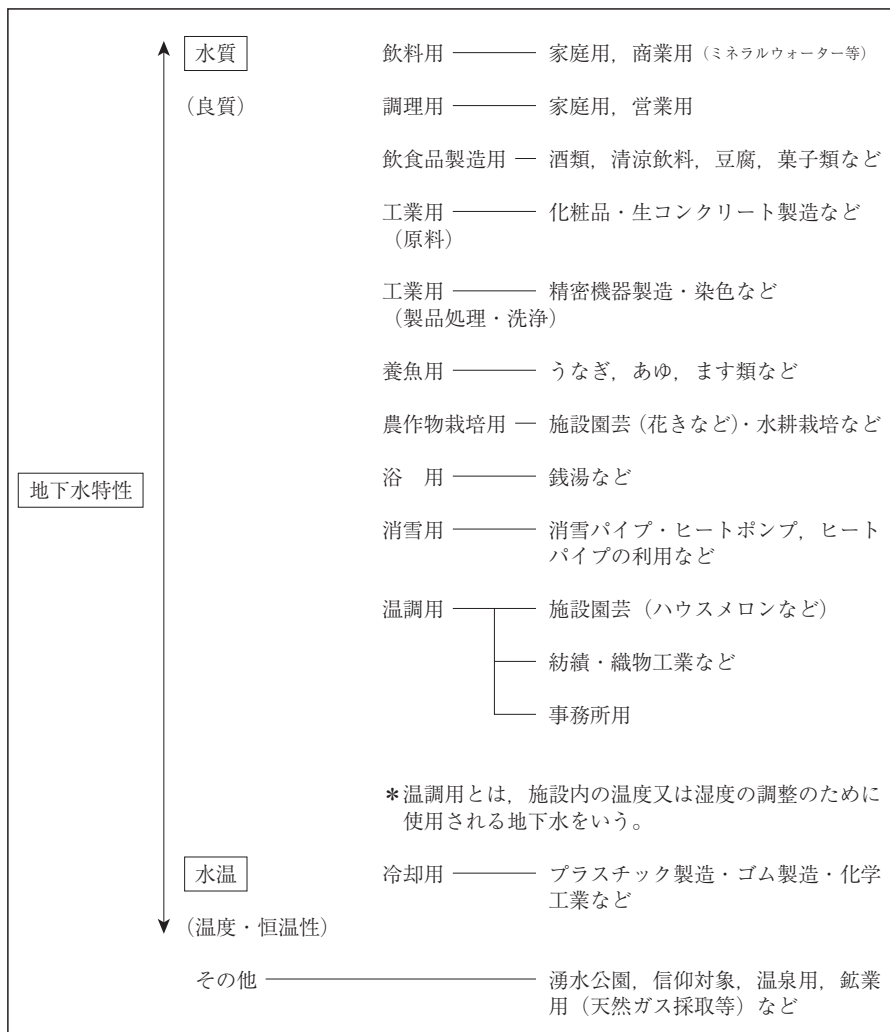 水質 飲料用 家庭用，商業用（ミネラルウォーター等）
（良質） 調理用 家庭用，営業用
飲食品製造用 酒類，清涼飲料，豆腐，菓子類など
工業用 化粧品・生コンクリート製造など
（原料）
工業用 精密機器製造・染色など
（製品処理・洗浄）
養魚用 うなぎ，あゆ，ます類など
農作物栽培用 施設園芸（花きなど）・水耕栽培など
浴　用 銭湯など
地下水特性
消雪用 消雪パイプ・ヒートポンプ，ヒート
パイプの利用など
温調用 施設園芸（ハウスメロンなど）
紡績・織物工業など
事務所用
＊温調用とは，施設内の温度又は湿度の調整のために
使用される地下水をいう。
水温 冷却用 プラスチック製造・ゴム製造・化学
工業など
（温度・恒温性）
その他 湧水公園，信仰対象，温泉用，鉱業
用（天然ガス採取等）など